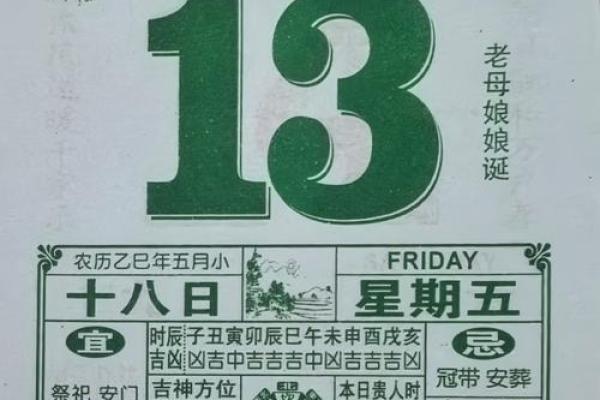 13
老母娘娘诞
农历乙巳年五月小
FRIDAY
十八日
星期五
宜
时辰 子丑寅卯辰巳午未申酉戌亥
吉凶 凶吉中吉吉吉中凶吉吉吉吉
忌
冠带 安葬
祭祀 安门
吉神方位
本日贵人时